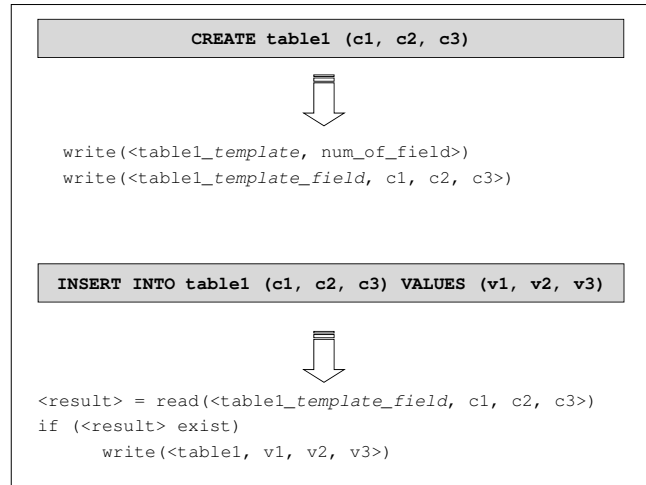 CREATE table1 (c1, c2, c3)
write(<table1_template, num_of_field>)
write(<table1_template_field, c1, c2, c3>)
INSERT INTO table1 (c1, c2, c3) VALUES (v1, v2, v3)
<result> = read(<table1_template_field, c1, c2, c3>)
if (<result> exist)
write(<table1, v1, v2, v3>)